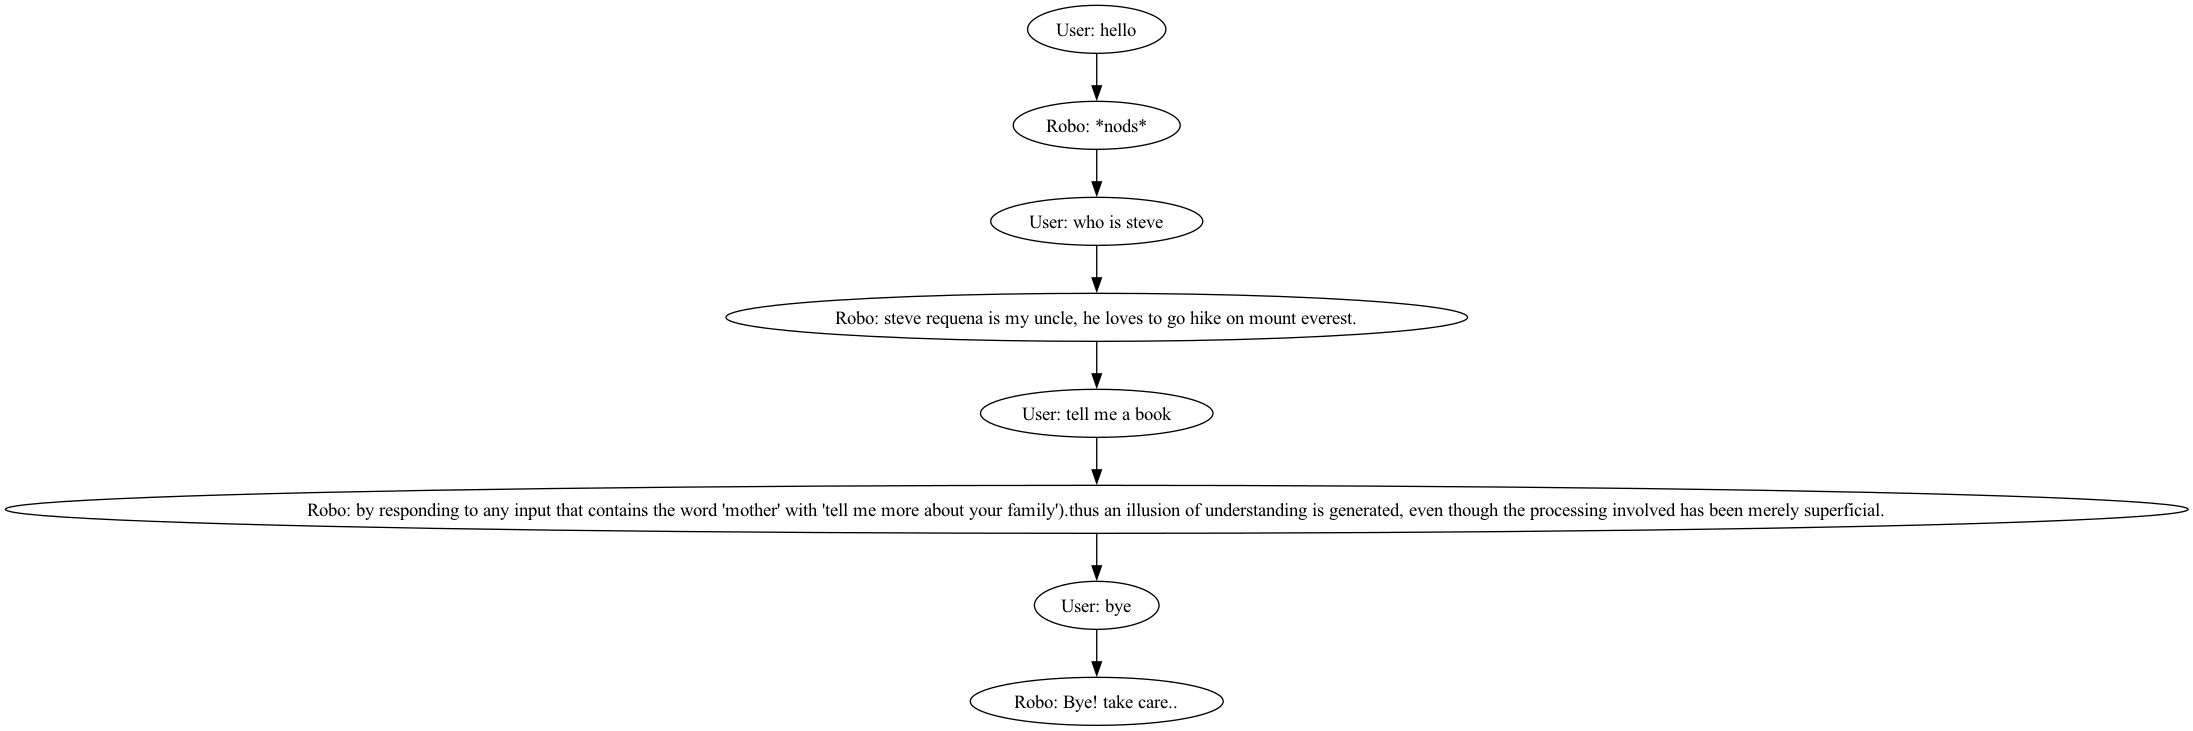 User: hello
Robo: *nods*
User: who is steve
Robo: steve requena is my uncle, he loves to go hike on mount everest.
User: tell me a book
Robo: by responding to any input that contains the word 'mother' with 'tell me more about your family').thus an illusion of understanding is generated, even though the processing involved has been merely superficial.
User: bye
Robo: Bye! take care..